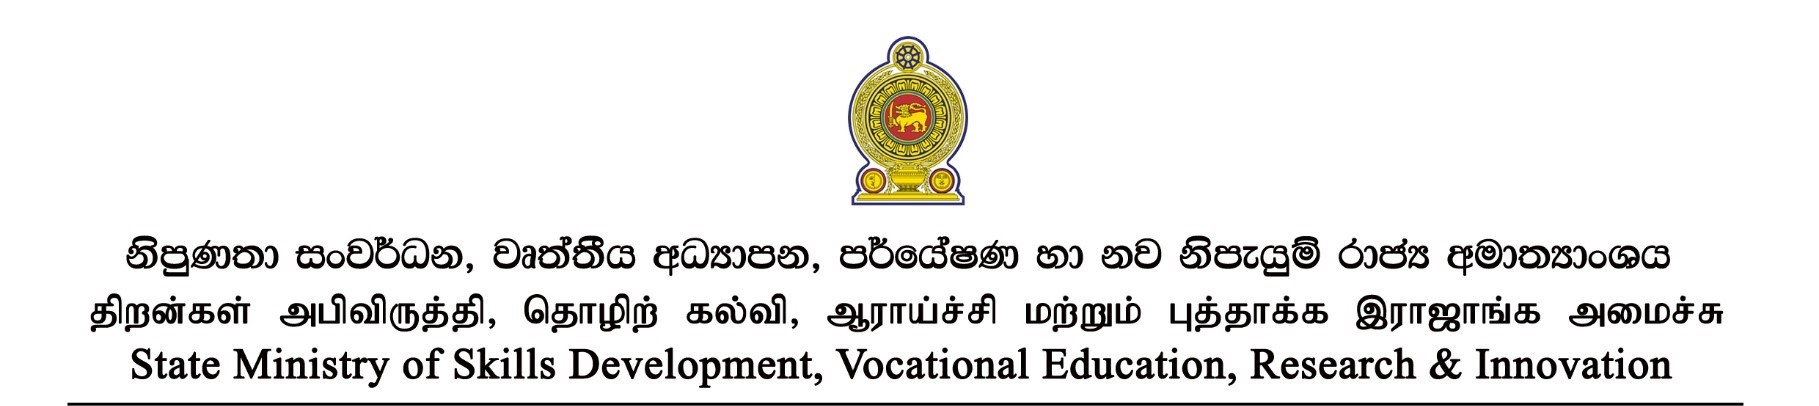 නිපුණතා සංවර්ධන, වෘත්තීය අධ්‍යාපන, පර්යේෂණ හා නව නිපැයුම් රාජ්‍ය අමාත්‍යාංශය
திறன்கள் அபிவிருத்தி, தொழிற் கல்வி, ஆராய்ச்சி மற்றும் புத்தாக்க இராஜாங்க அமைச்சு
State Ministry of Skills Development, Vocational Education, Research & Innovation